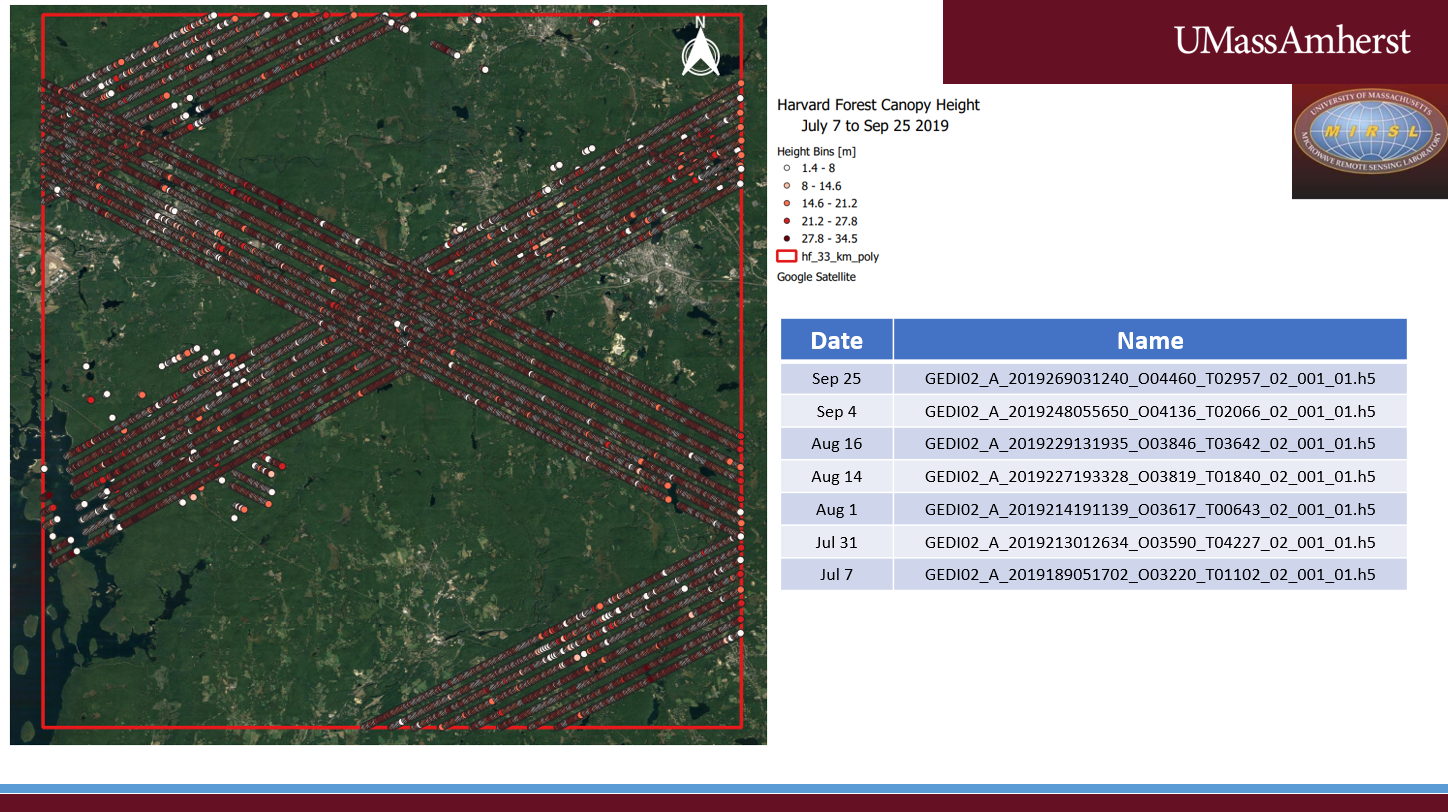 N
UMassAmherst
UNIVERSITY OF MASSACHUSETTS
MIRSL
MICROWAVE REMOTE SENSING LABORATORY
Harvard Forest Canopy Height
July 7 to Sep 25 2019
Height Bins [m]
1.4 - 8
8 - 14.6
14.6 - 21.2
21.2 - 27.8
27.8 - 34.5
hf_33_km_poly
Google Satellite
Date Name
Sep 25 GEDI02_A_2019269031240_O04460_T02957_02_001_01.h5
Sep 4 GEDI02_A_2019248055650_O04136_T02066_02_001_01.h5
Aug 16 GEDI02_A_2019229131935_O03846_T03642_02_001_01.h5
Aug 14 GEDI02_A_2019227193328_O03819_T01840_02_001_01.h5
Aug 1 GEDI02_A_2019214191139_O03617_T00643_02_001_01.h5
Jul 31 GEDI02_A_2019213012634_O03590_T04227_02_001_01.h5
Jul 7 GEDI02_A_2019189051702_O03220_T01102_02_001_01.h5